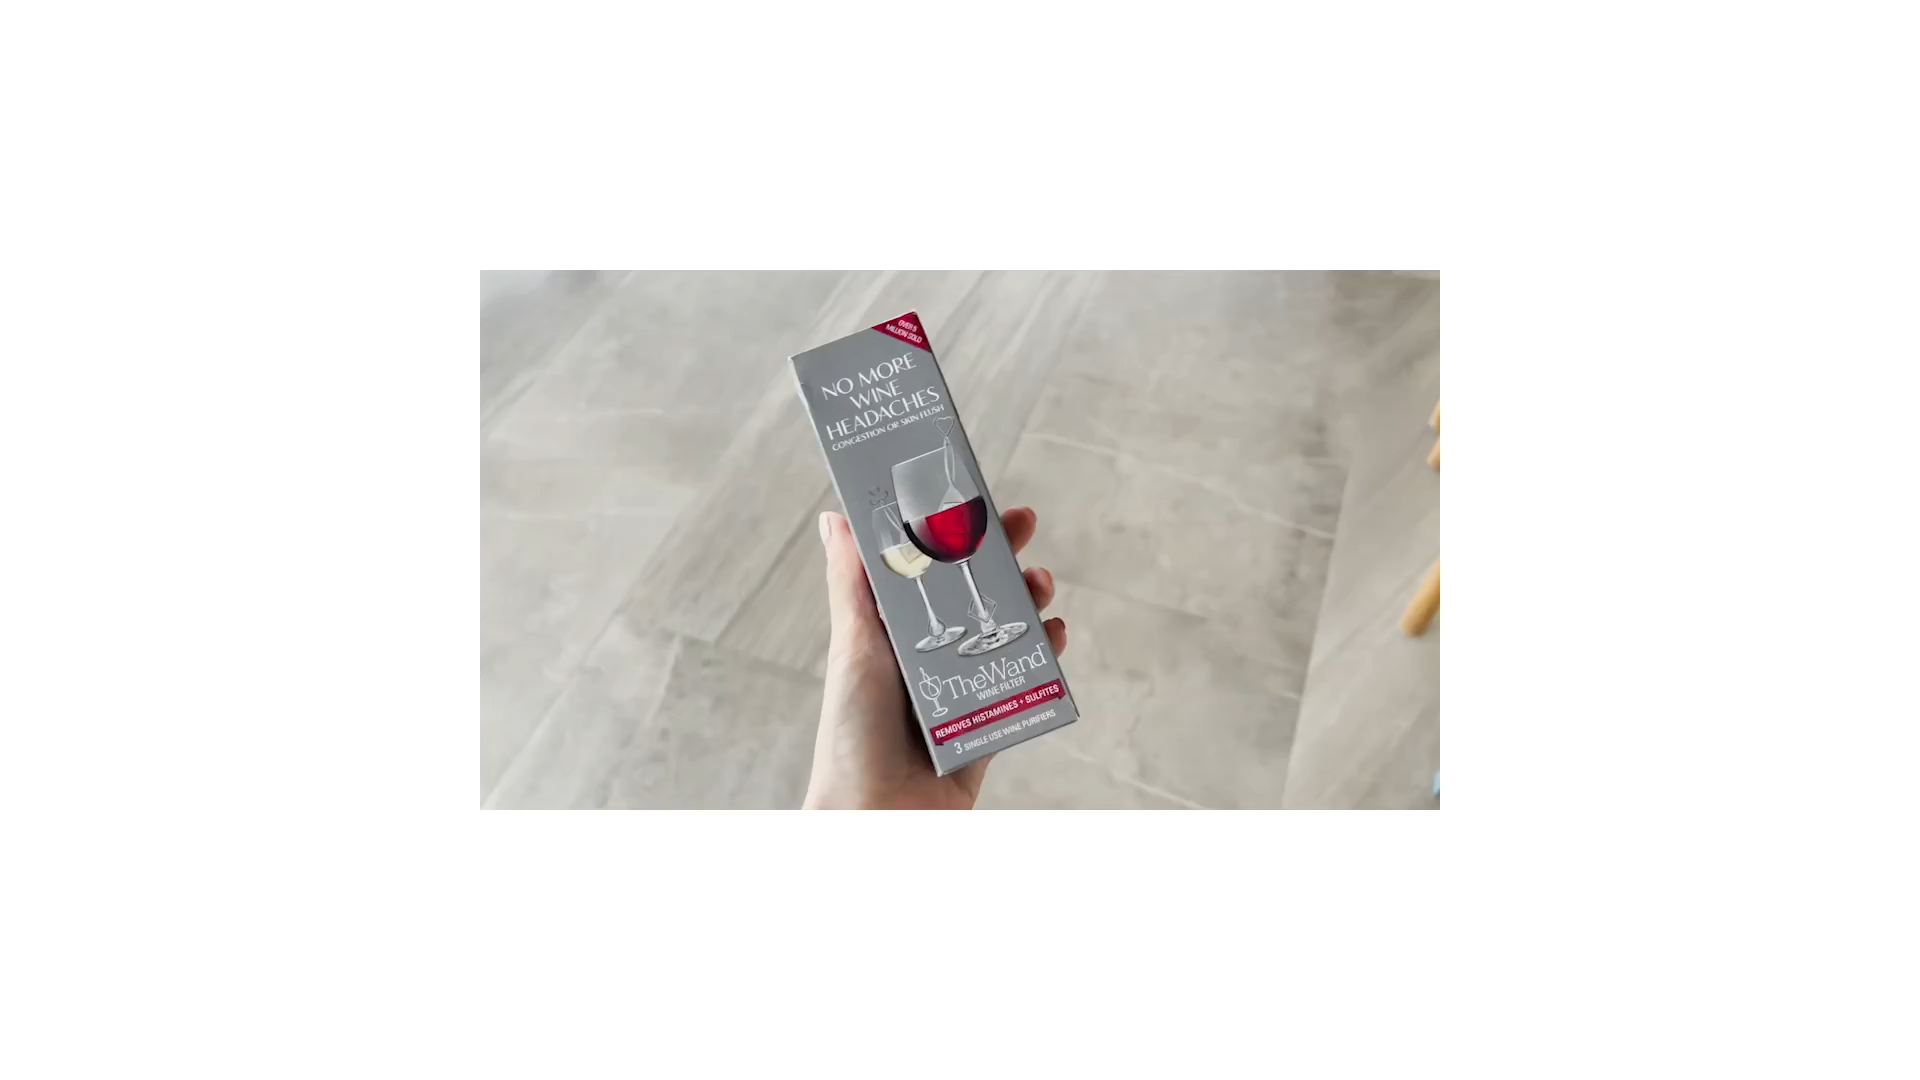 OVER 5
MILLION SOLD
NO MORE
WINE
HEADACHES
CONGESTION OR SKIN FLUSH
TheWand™
WINE FILTER
REMOVES HISTAMINES + SULFITES
3 SINGLE USE WINE PURIFIERS